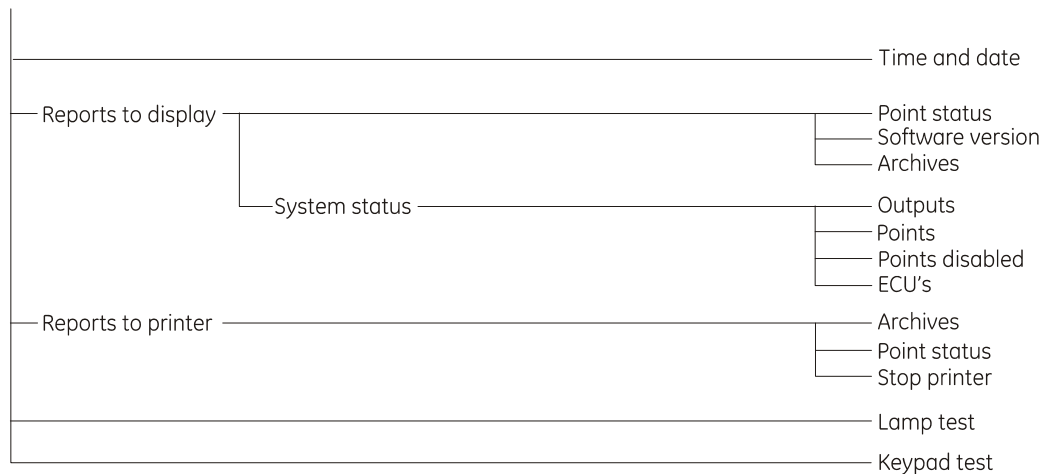 Time and date
Reports to display
Point status
Software version
Archives
System status
Outputs
Points
Points disabled
ECU's
Reports to printer
Archives
Point status
Stop printer
Lamp test
Keypad test